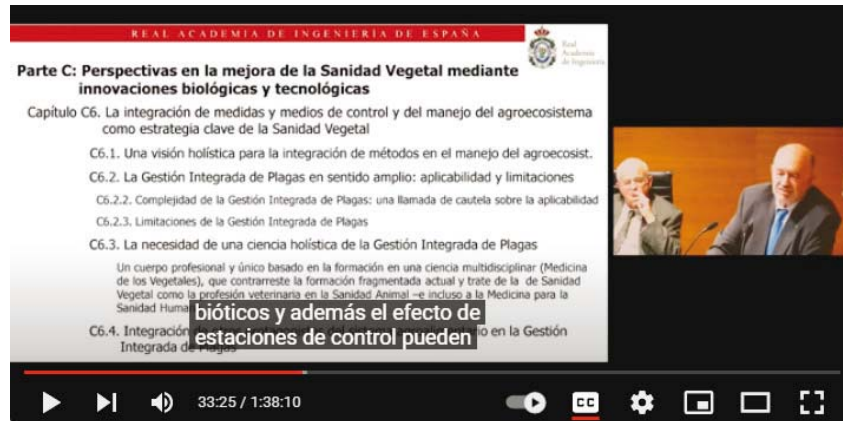 REAL ACADEMIA DE INGENIERÍA DE ESPAÑA
Real
Academia
de Ingeniería
Parte C: Perspectivas en la mejora de la Sanidad Vegetal mediante
innovaciones biológicas y tecnológicas
Capítulo C6. La integración de medidas y medios de control y del manejo del agroecosistema
como estrategia clave de la Sanidad Vegetal
C6.1. Una visión holística para la integración de métodos en el manejo del agroecosist.
C6.2. La Gestión Integrada de Plagas en sentido amplio: aplicabilidad y limitaciones
C6.2.2. Complejidad de la Gestión Integrada de Plagas: una llamada de cautela sobre la aplicabilidad
C6.2.3. Limitaciones de la Gestión Integrada de Plagas
C6.3. La necesidad de una ciencia holística de la Gestión Integrada de Plagas
Un cuerpo profesional y único basado en la formación en una ciencia multidisciplinar (Medicina
de los Vegetales), que contrarreste la formación fragmentada actual y trate de la de Sanidad
Vegetal como la profesión veterinaria en la Sanidad Animal –e incluso a la Medicina para la
Sanidad
C6.4. Integración en la Gestión
Integrada de Plagas
bióticos y además el efecto de
estaciones de control pueden
33:25 / 1:38:10
CC